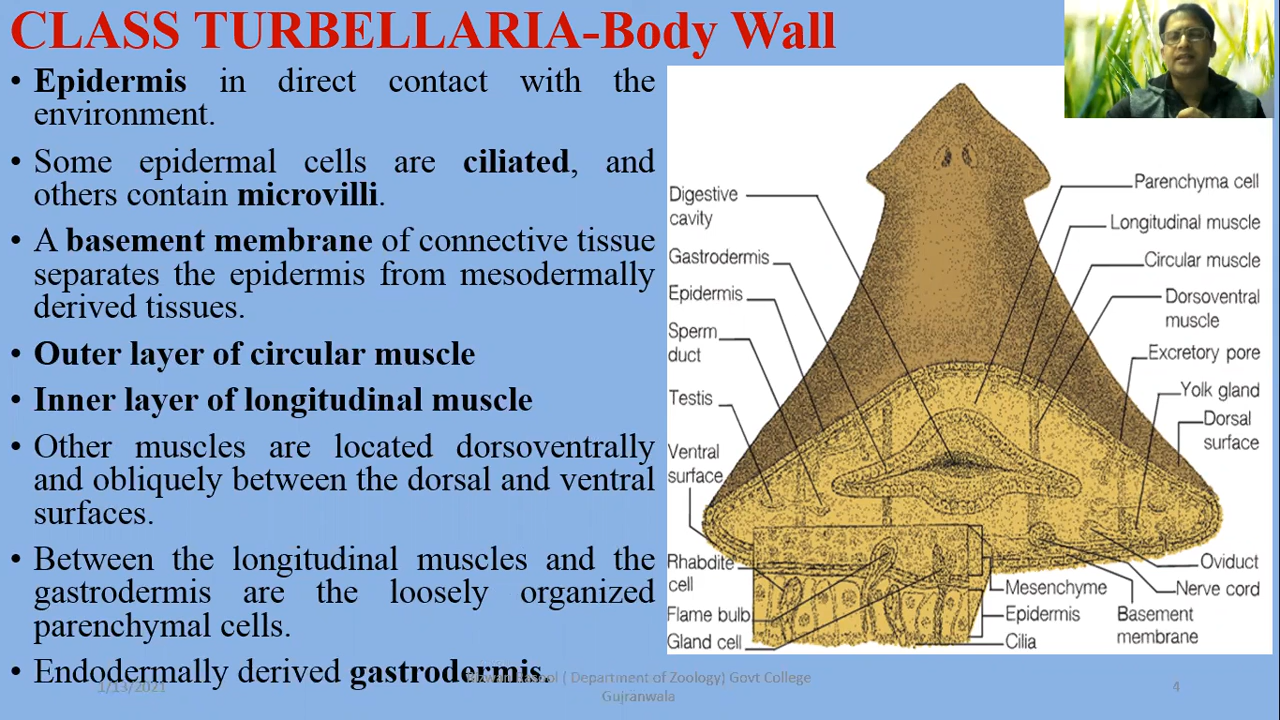 CLASS TURBELLARIA-Body Wall
• Epidermis in direct contact with the
environment.
• Some epidermal cells are ciliated, and
others contain microvilli.
• A basement membrane of connective tissue
separates the epidermis from mesodermally
derived tissues.
• Outer layer of circular muscle
• Inner layer of longitudinal muscle
• Other muscles are located dorsoventrally
and obliquely between the dorsal and ventral
surfaces.
• Between the longitudinal muscles and the
gastrodermis are the loosely organized
parenchymal cells.
• Endodermally derived gastrodermis.
Digestive
cavity
Gastrodermis
Epidermis
Sperm
duct
Testis
Ventral
surface
Rhabdite
cell
Flame bulb
Gland cell
Parenchyma cell
Longitudinal muscle
Circular muscle
Dorsoventral
muscle
Excretory pore
Yolk gland
Dorsal
surface
Oviduct
Nerve cord
Basement
membrane
Mesenchyme
Epidermis
Cilia
1/13/2021
( Department of Zoology) Govt College
Gujranwala
4